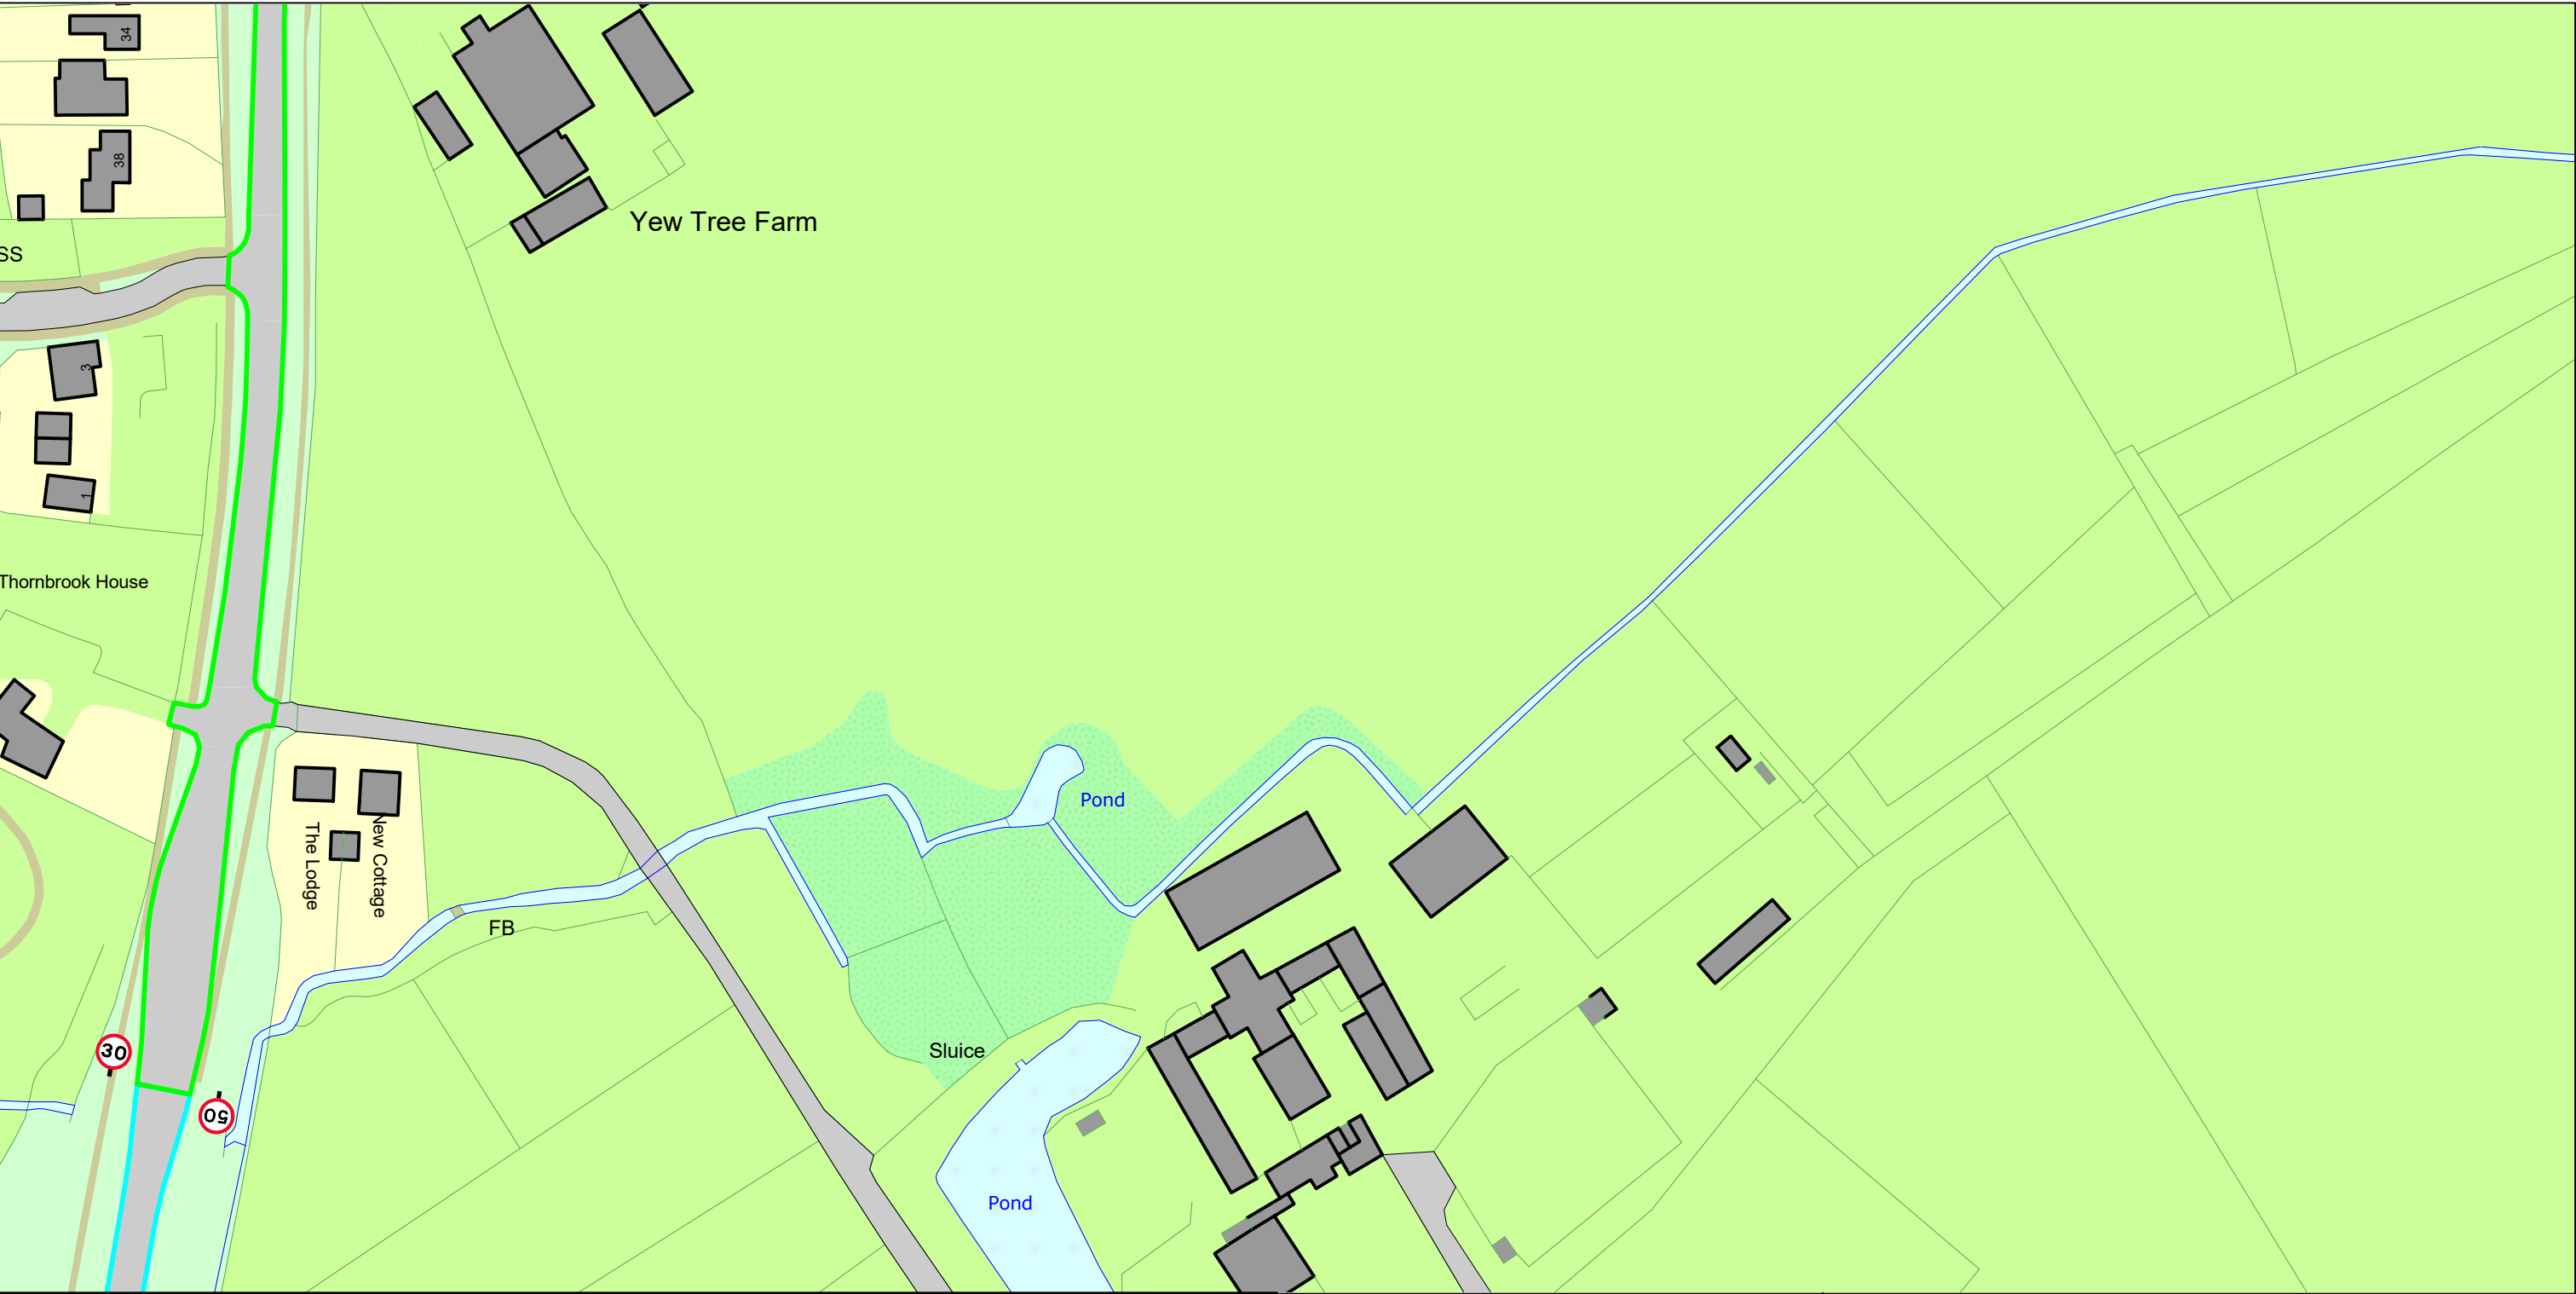 34
38
Yew Tree Farm
SS
3
1
Thornbrook House
Pond
The Lodge
New Cottage
FB
30
Sluice
50
Pond